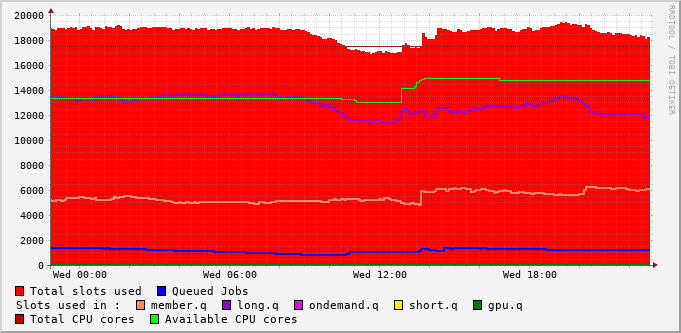 20000
18000
16000
14000
12000
10000
8000
6000
4000
2000
0
Wed 00:00 Wed 06:00 Wed 12:00 Wed 18:00
Total slots used Queued Jobs
Slots used in : member.q long.q ondemand.q short.q gpu.q
Total CPU cores Available CPU cores
RRDTOOL / TOBI OETIKER